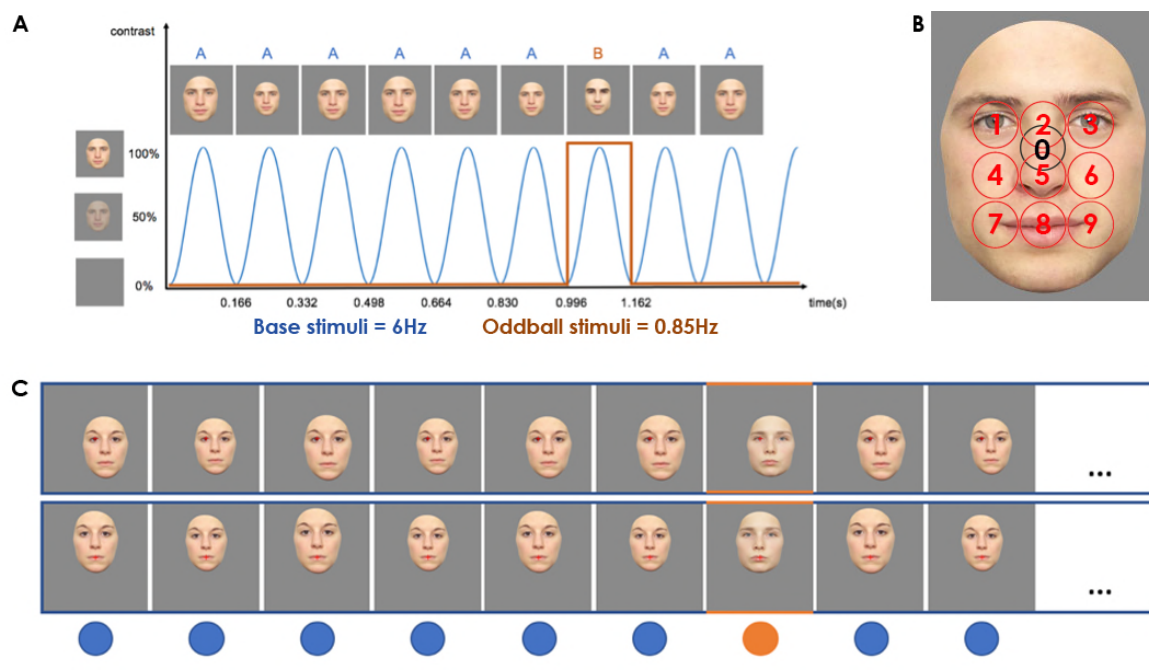 A
contrast
A A A A A A B A A
100%
50%
0%
0.166 0.332 0.498 0.664 0.830 0.996 1.162 time(s)
Base stimuli = 6Hz Oddball stimuli = 0.85Hz
B
1 2 3
0
4 5 6
7 8 9
C
...
...